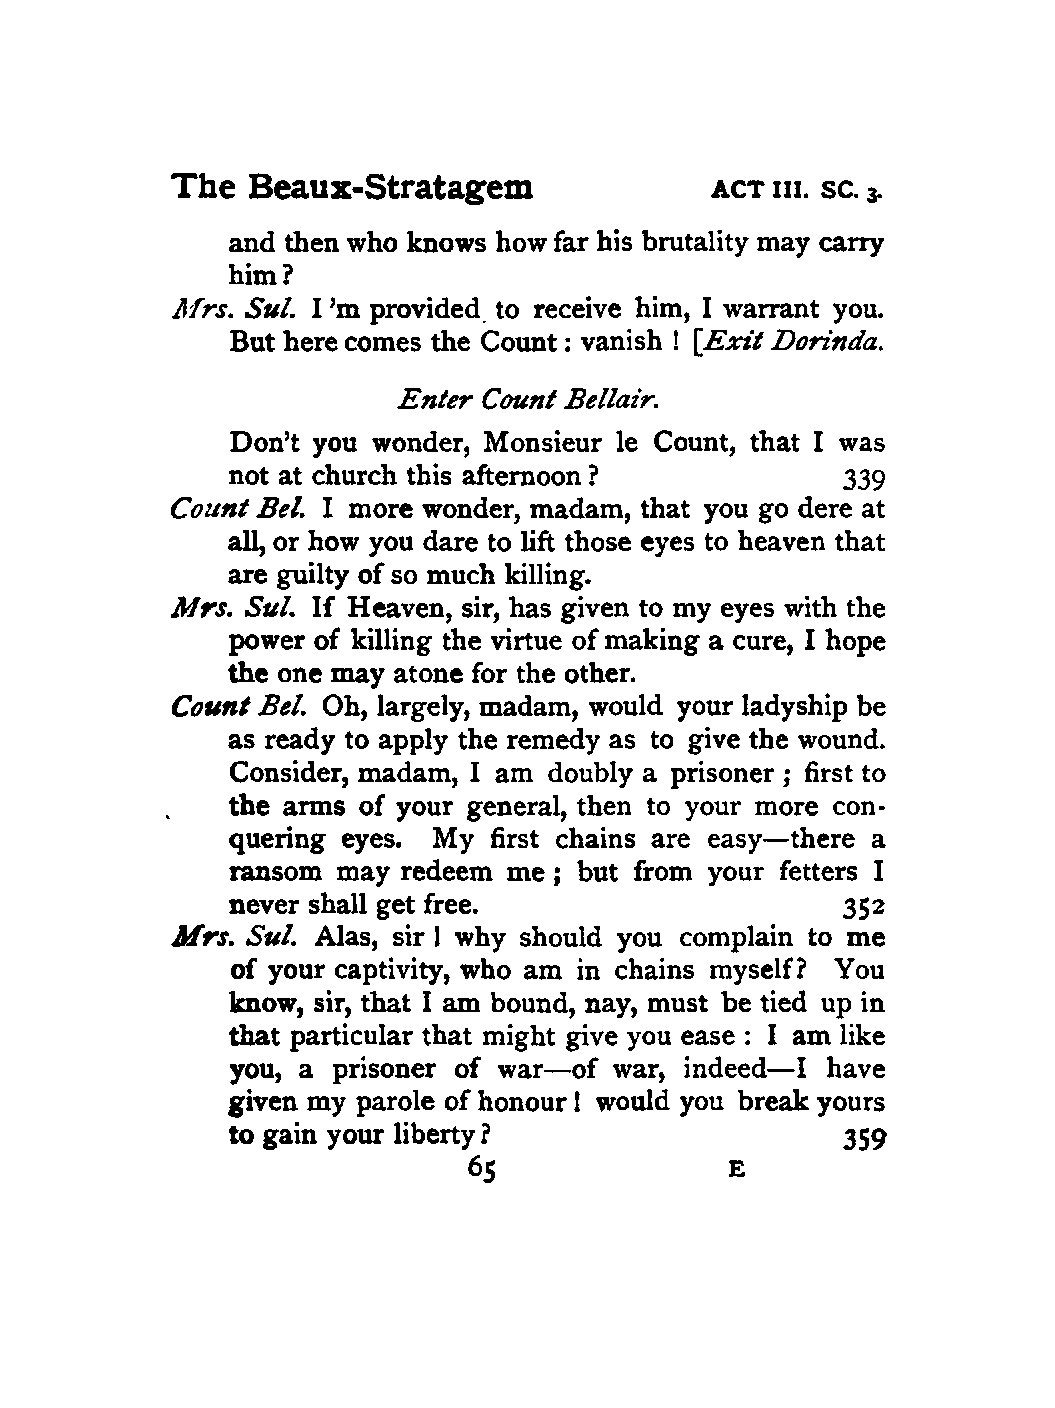 The Beaux-Stratagem ACT III. SC. 3.
and then who knows how far his brutality may carry
him?
Mrs. Sul. I'm provided to receive him, I warrant you.
But here comes the Count: vanish! [Exit Dorinda.
Enter Count Bellair.
Don't you wonder, Monsieur le Count, that I was
not at church this afternoon? 339
Count Bel. I more wonder, madam, that you go dere at
all, or how you dare to lift those eyes to heaven that
are guilty of so much killing.
Mrs. Sul. If Heaven, sir, has given to my eyes with the
power of killing the virtue of making a cure, I hope
the one may atone for the other.
Count Bel. Oh, largely, madam, would your ladyship be
as ready to apply the remedy as to give the wound.
Consider, madam, I am doubly a prisoner; first to
the arms of your general, then to your more con-
quering eyes. My first chains are easy—there a
ransom may redeem me; but from your fetters I
never shall get free. 352
Mrs. Sul. Alas, sir! why should you complain to me
of your captivity, who am in chains myself? You
know, sir, that I am bound, nay, must be tied up in
that particular that might give you ease: I am like
you, a prisoner of war—of war, indeed—I have
given my parole of honour! would you break yours
to gain your liberty? 359
65 E